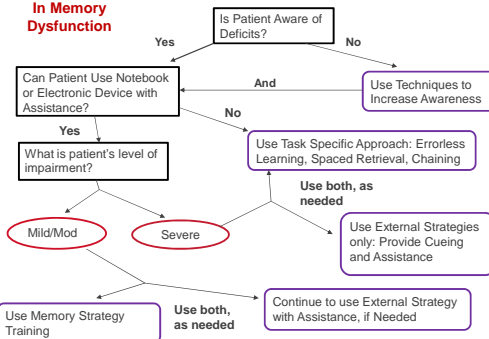 In Memory
Dysfunction
Is Patient Aware of
Deficits?
Yes
No
Can Patient Use Notebook
or Electronic Device with
Assistance?
And
Use Techniques to
Increase Awareness
No
Yes
Use Task Specific Approach: Errorless
Learning, Spaced Retrieval, Chaining
What is patient's level of
impairment?
Use both, as
needed
Mild/Mod
Severe
Use External Strategies
only: Provide Cueing
and Assistance
Use Memory Strategy
Training
Use both,
as needed
Continue to use External Strategy
with Assistance, if Needed